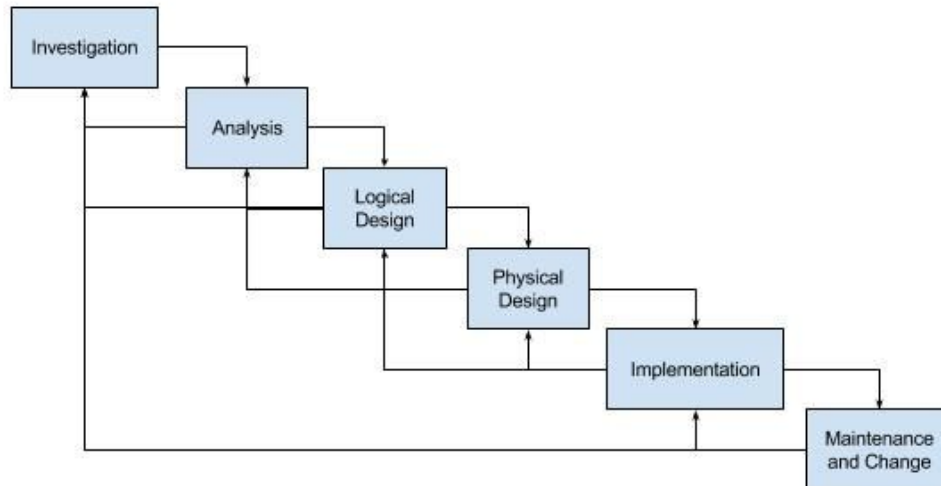 Investigation
Analysis
Logical
Design
Physical
Design
Implementation
Maintenance
and Change